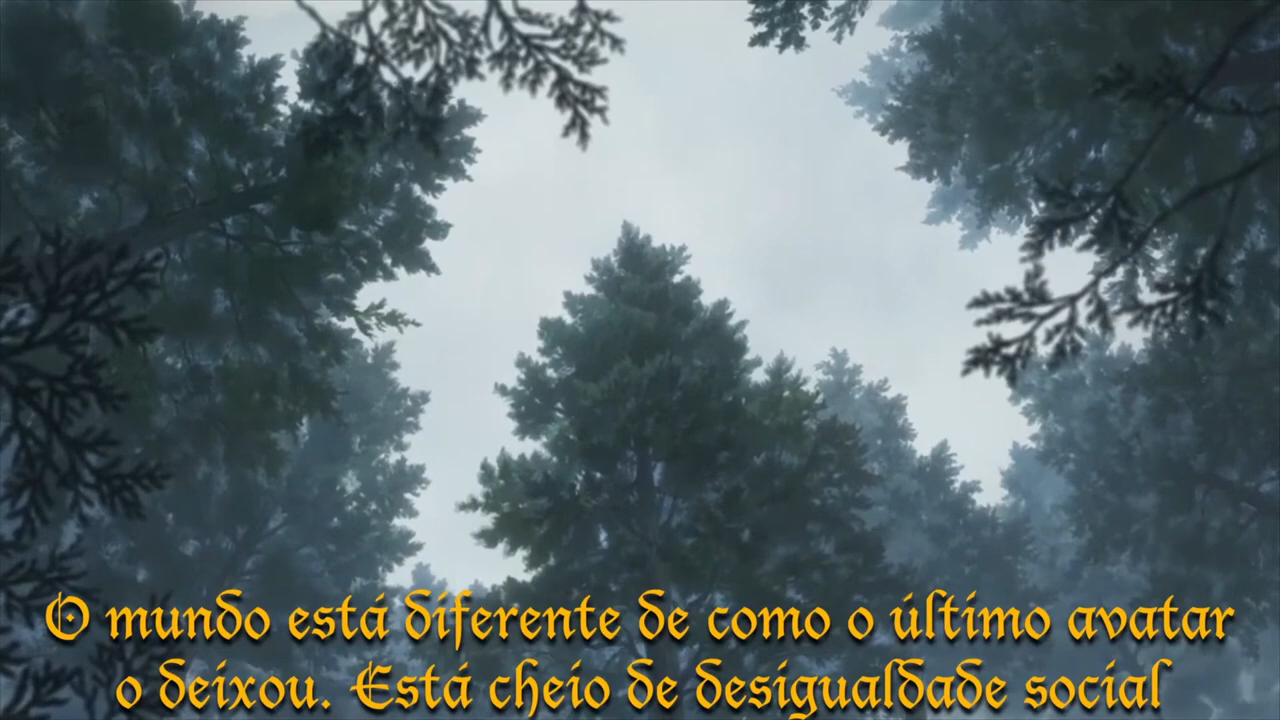 O mundo está diferente de como o último avatar
o deixou. Está cheio de desigualdade social